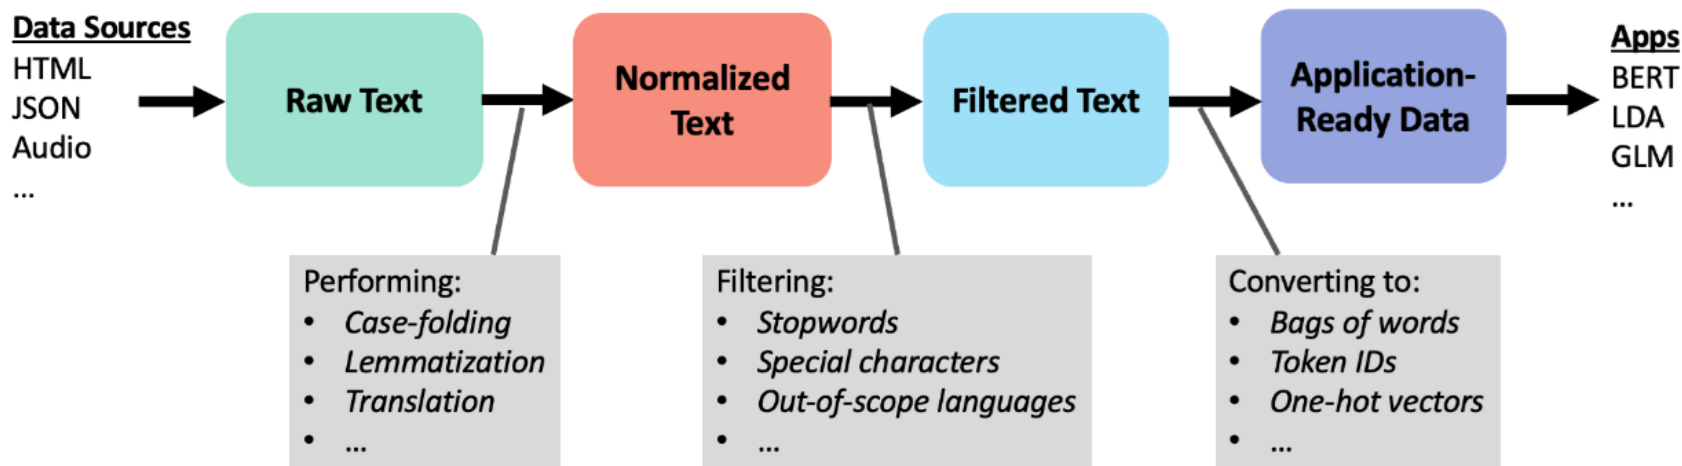 Data Sources
HTML
JSON
Audio
...
Raw Text
Normalized
Text
Filtered Text
Application-
Ready Data
Apps
BERT
LDA
GLM
...
Performing:
• Case-folding
• Lemmatization
• Translation
• ...
Filtering:
• Stopwords
• Special characters
• Out-of-scope languages
• ...
Converting to:
• Bags of words
• Token IDs
• One-hot vectors
• ...